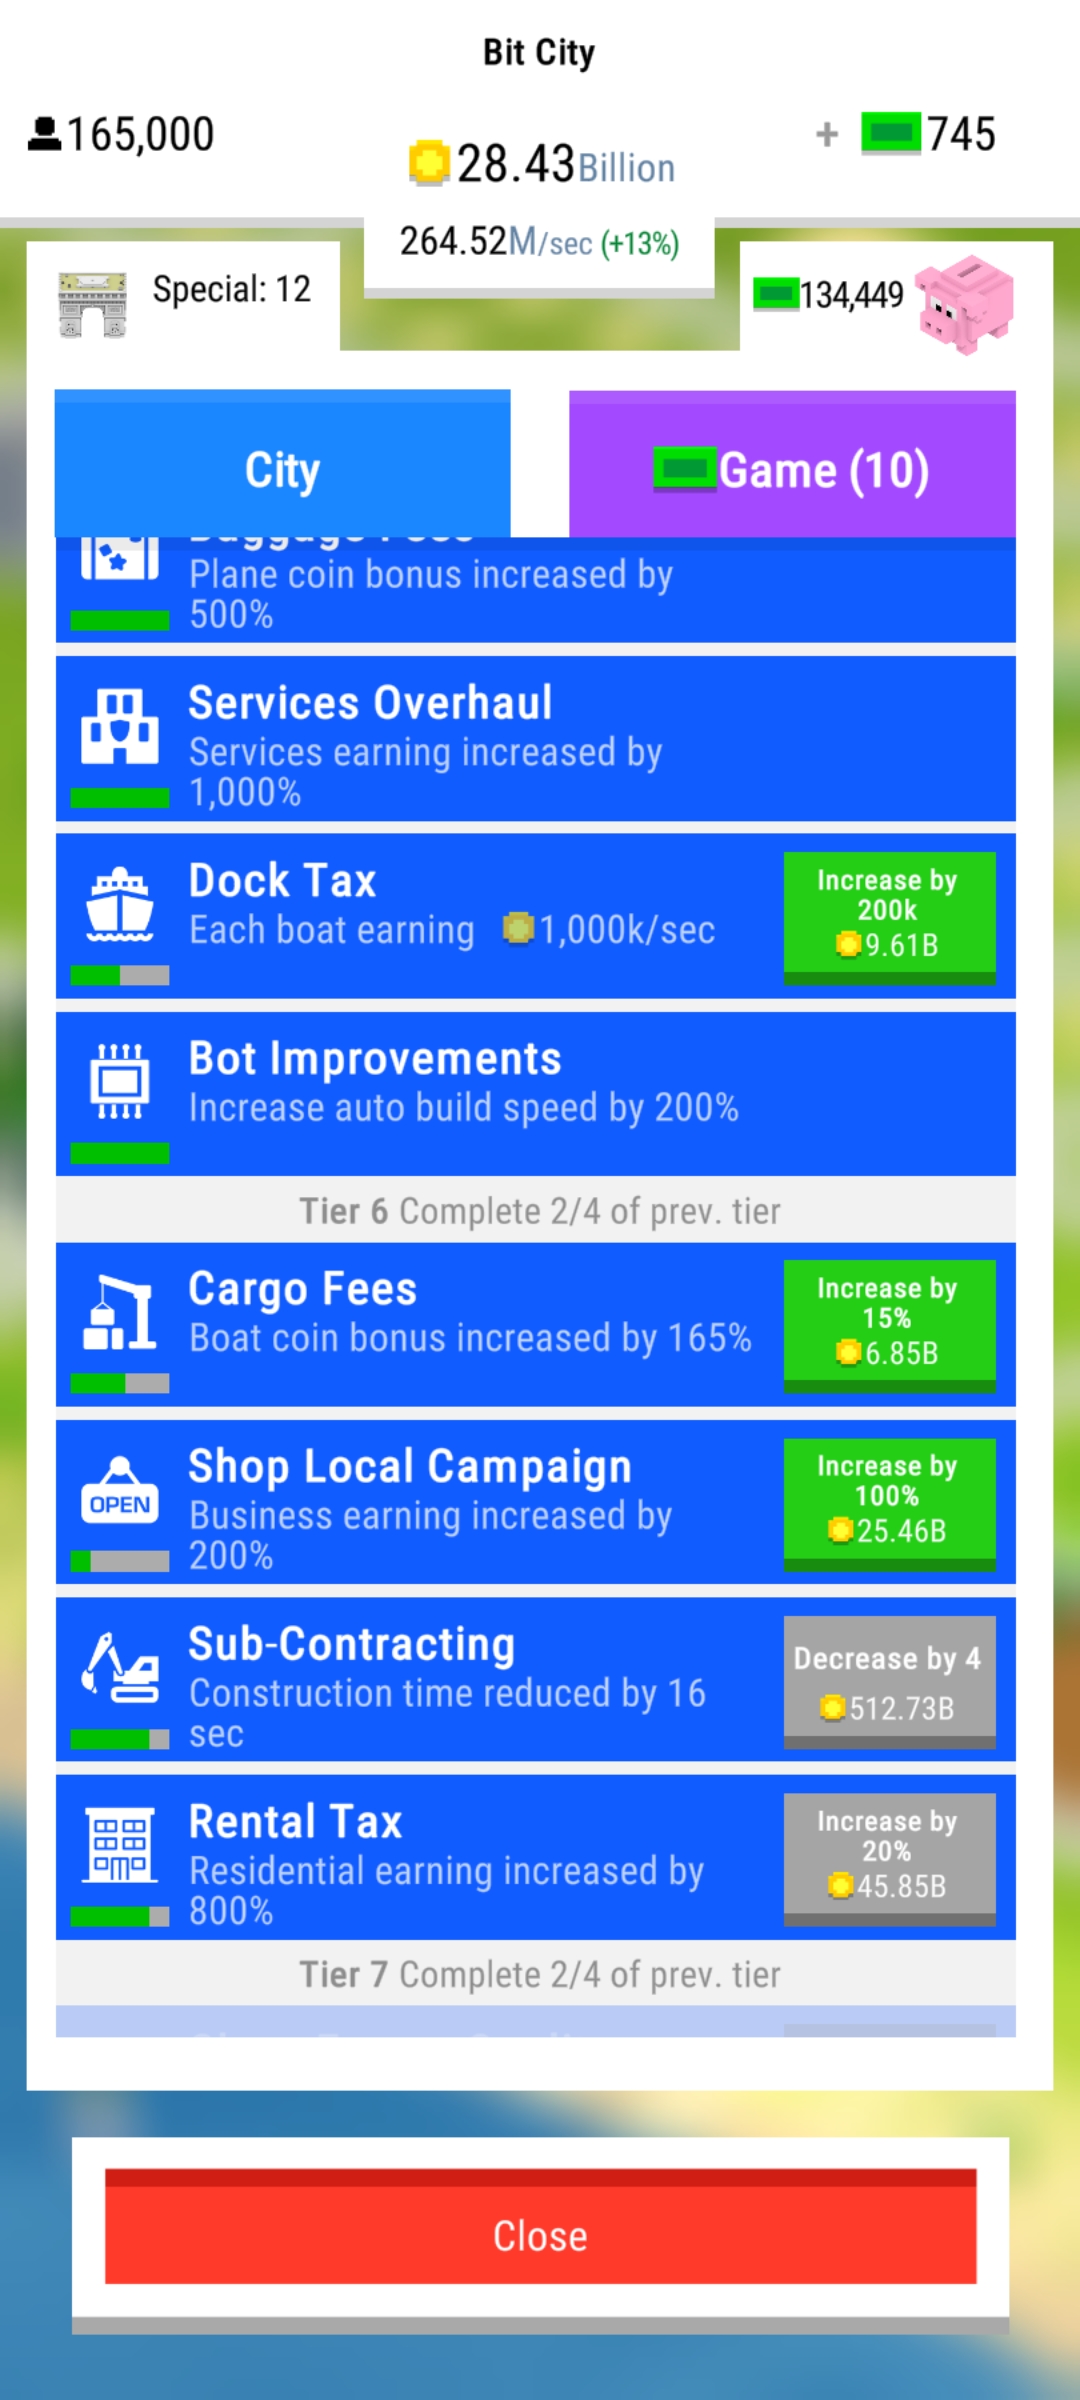 Bit City
165,000
28.43Billion
+ 745
264.52M/sec (+13%)
Special: 12
134,449
City
Game (10)
Plane coin bonus increased by
500%
Services Overhaul
Services earning increased by
1,000%
Dock Tax
Each boat earning 1,000k/sec
Increase by
200k
9.61B
Bot Improvements
Increase auto build speed by 200%
Tier 6 Complete 2/4 of prev. tier
Cargo Fees
Boat coin bonus increased by 165%
Increase by
15%
6.85B
OPEN
Shop Local Campaign
Business earning increased by
200%
Increase by
100%
25.46B
Sub-Contracting
Construction time reduced by 16
sec
Decrease by 4
512.73B
Rental Tax
Residential earning increased by
800%
Increase by
20%
45.85B
Tier 7 Complete 2/4 of prev. tier
Close